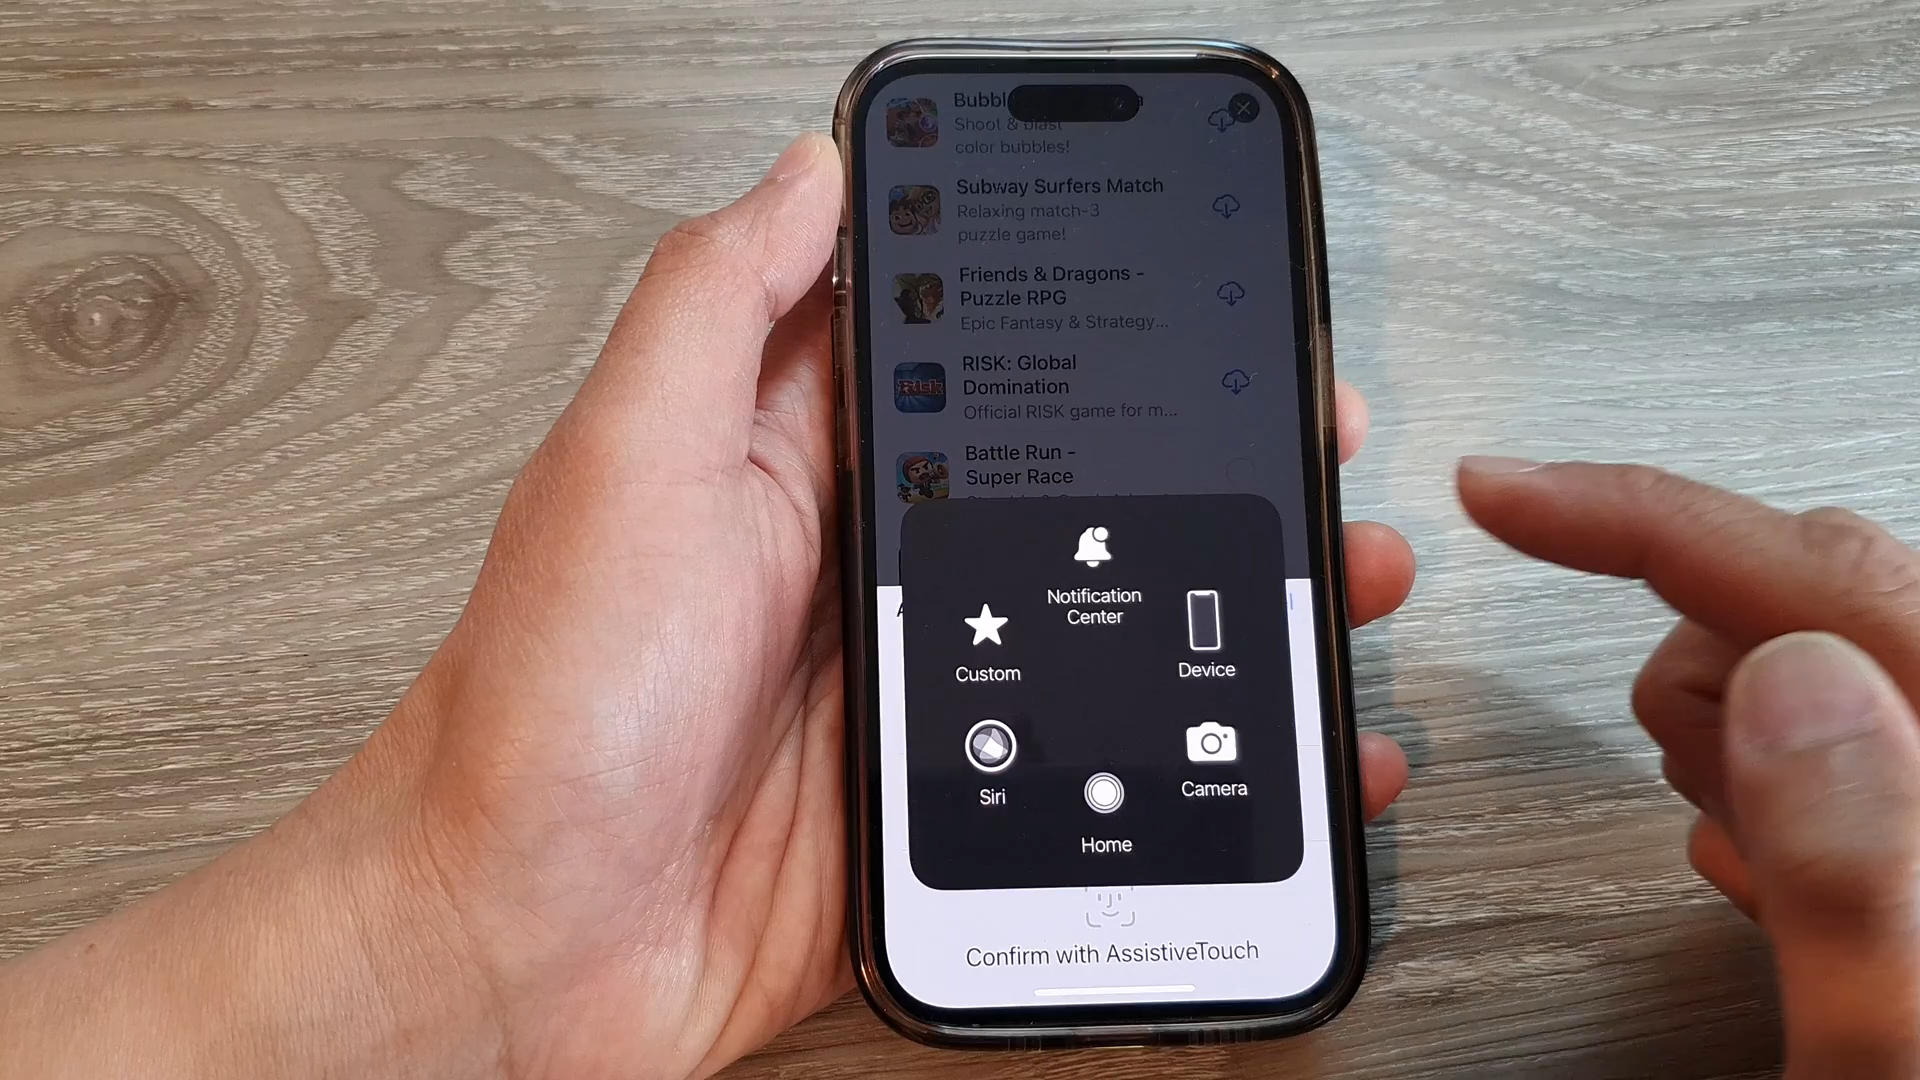 Bubbl
Shoot & blast
color bubbles!
Subway Surfers Match
Relaxing match-3
puzzle game!
Friends & Dragons -
Puzzle RPG
Epic Fantasy & Strategy...
RISK
RISK: Global
Domination
Official RISK game for m...
Battle Run -
Super Race
Notification
Center
Custom
Device
Siri
Camera
Home
Confirm with AssistiveTouch